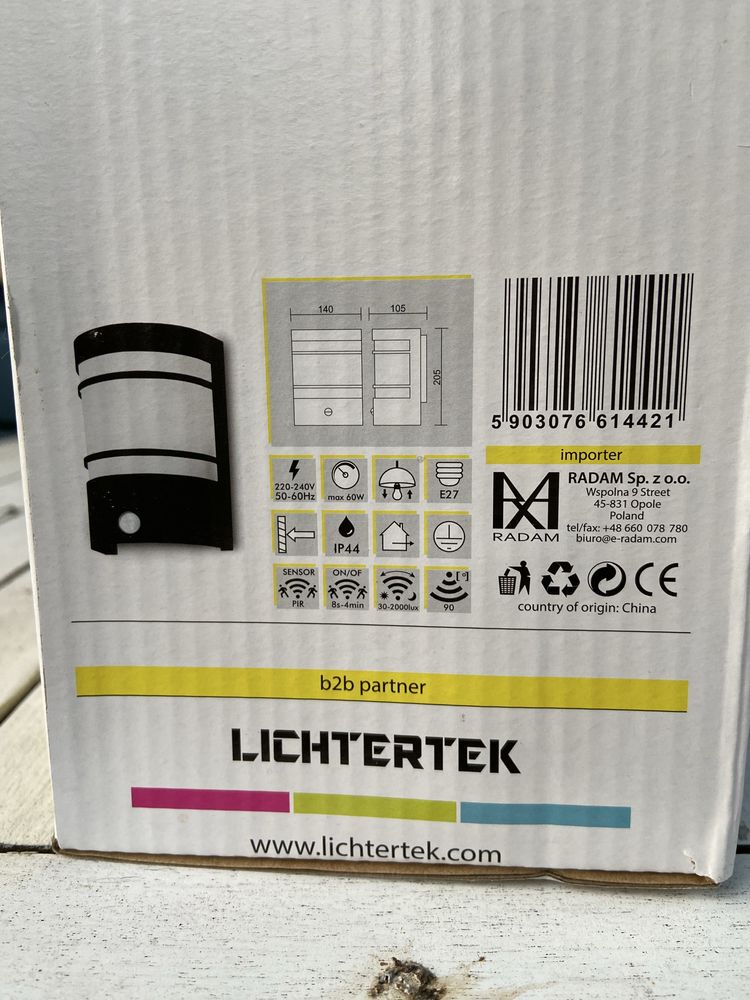 140
105
205
5 903076 614421
importer
220-240V
50-60Hz
max 60W
E27
IP44
SENSOR
PiR
ON/OF
8s-4min
30-2000lux
[°]
90
RADAM
RADAM Sp. z o.o.
Wspolna 9 Street
45-831 Opole
Poland
tel/fax: +48 660 078 780
biuro@e-radam.com
CE
country of origin: China
b2b partner
LICHTERTEK
www.lichtertek.com